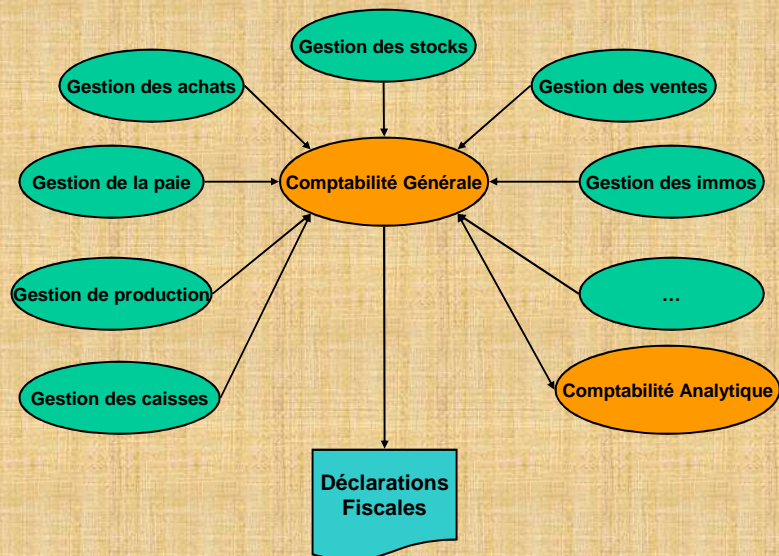 Gestion des stocks
Gestion des achats
Gestion des ventes
Gestion de la paie
Comptabilité Générale
Gestion des immos
Gestion de production
...
Gestion des caisses
Comptabilité Analytique
Déclarations
Fiscales